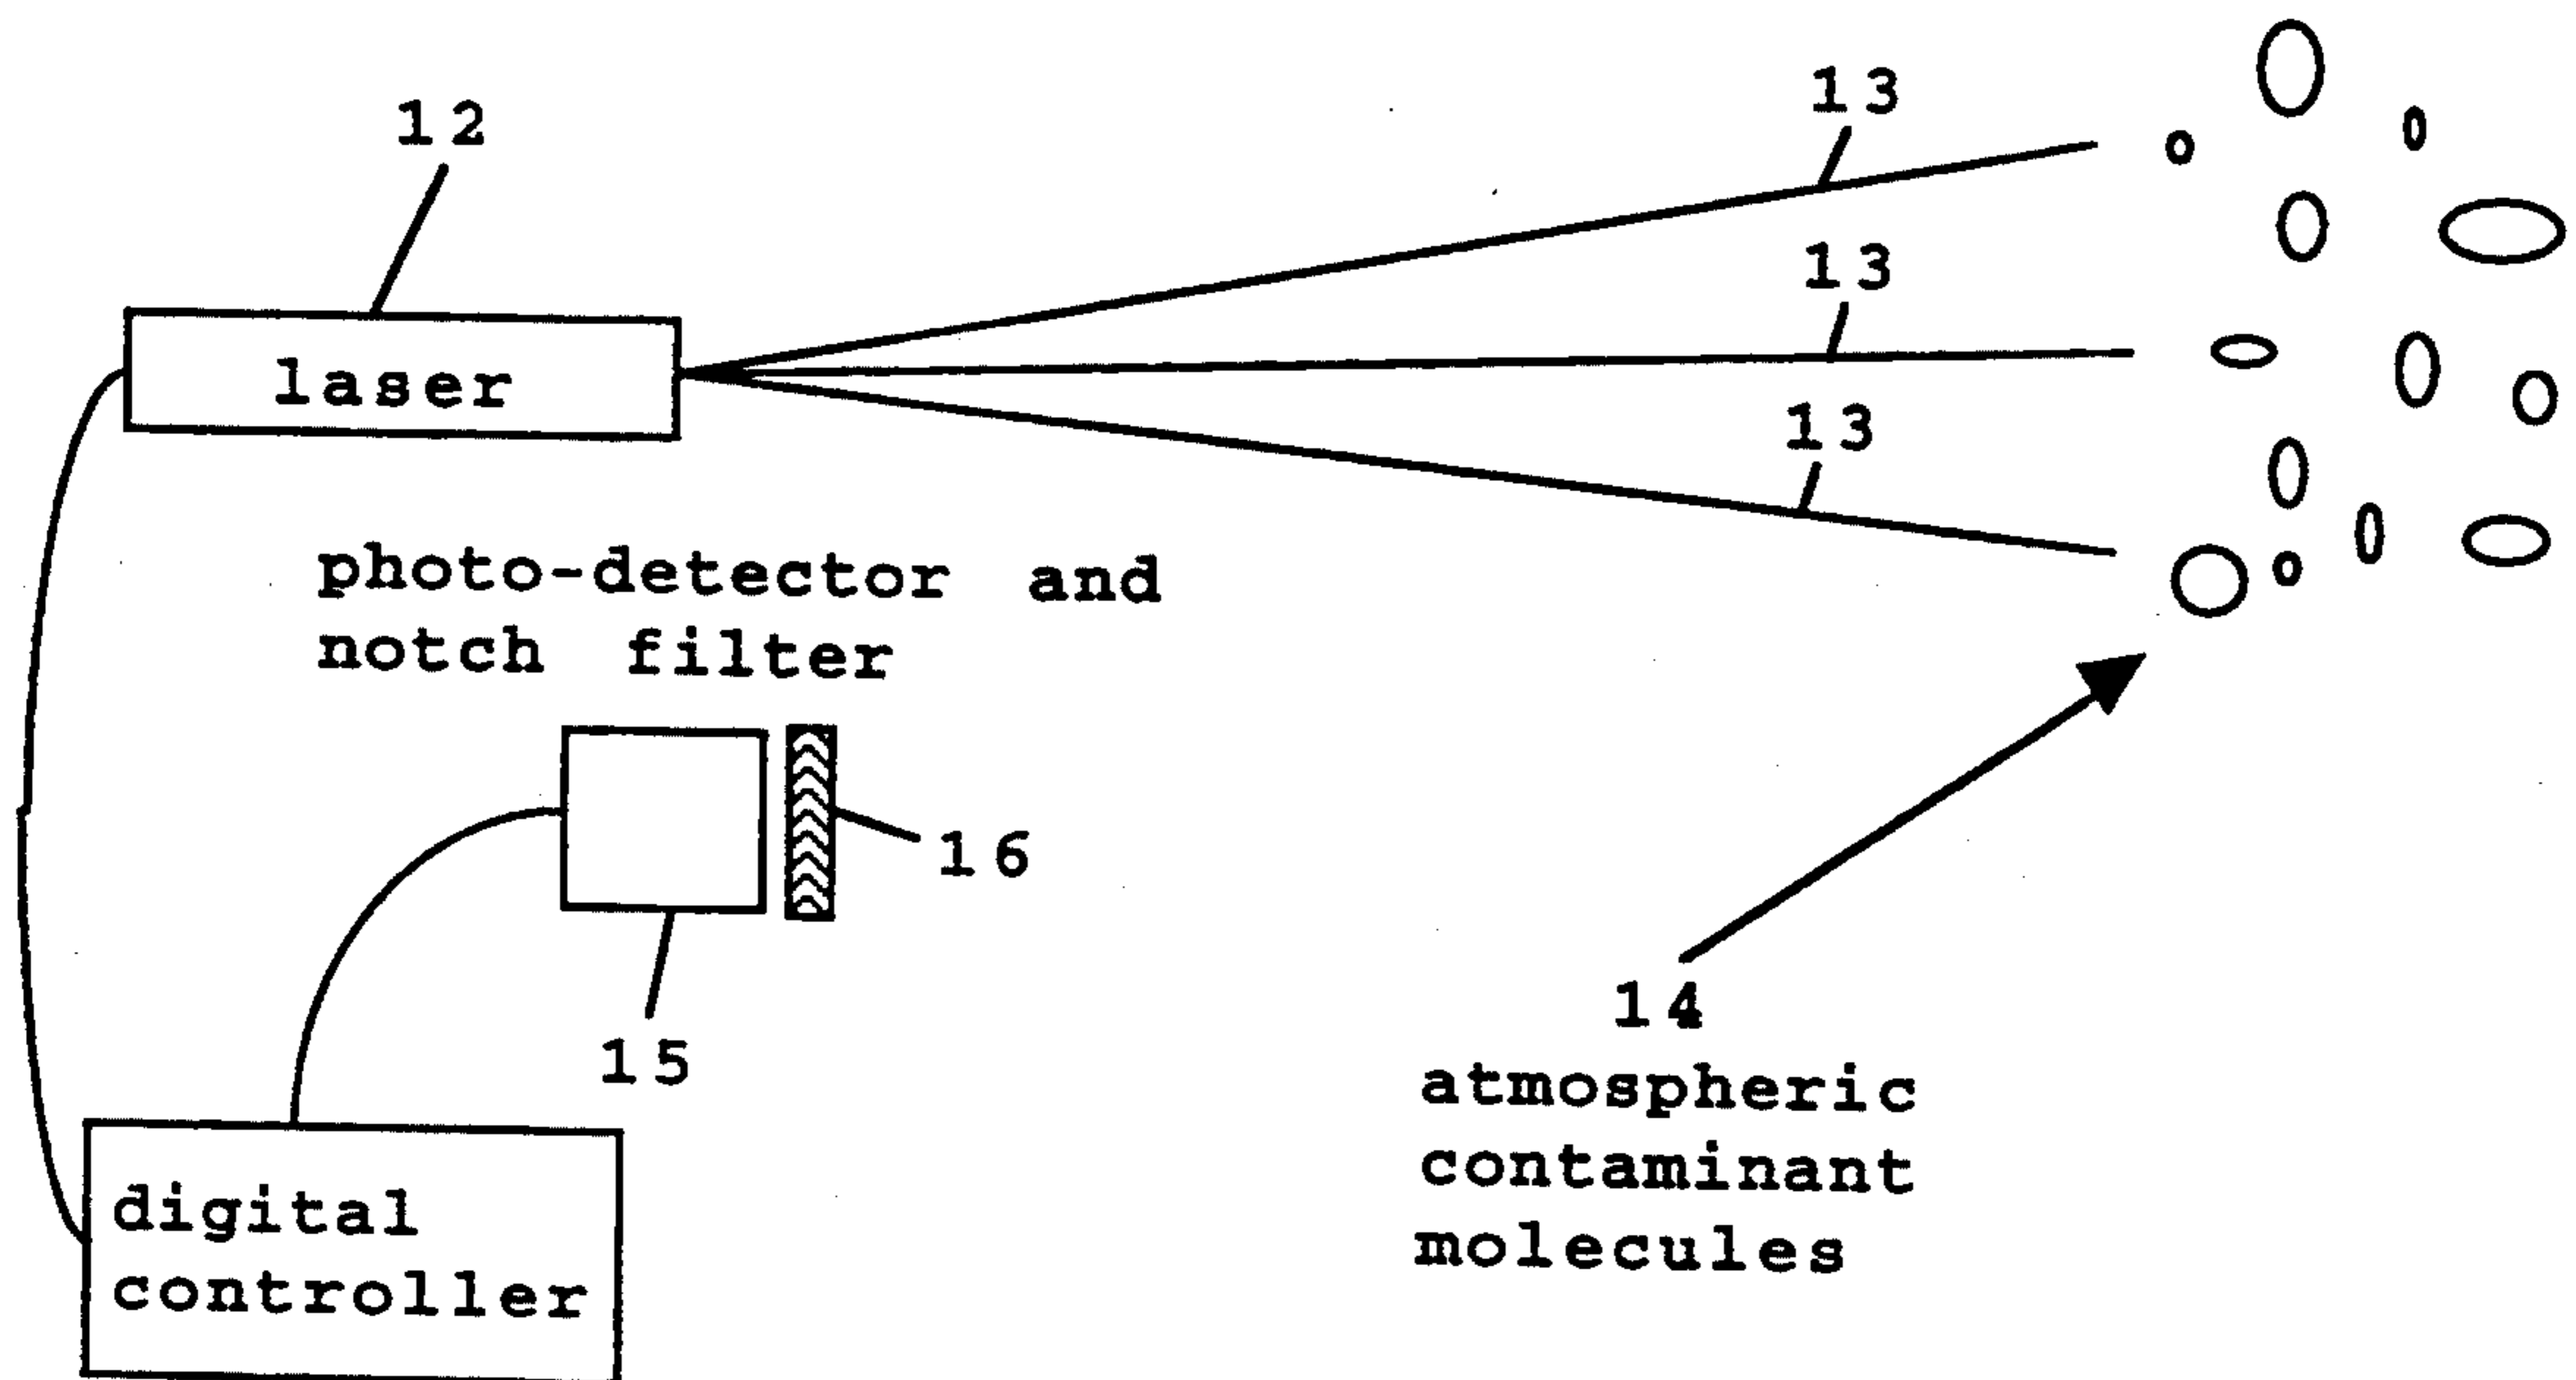 12
13
laser
13
13
photo-detector and
notch filter
16
15
14
atmospheric
contaminant
molecules
digital
controller